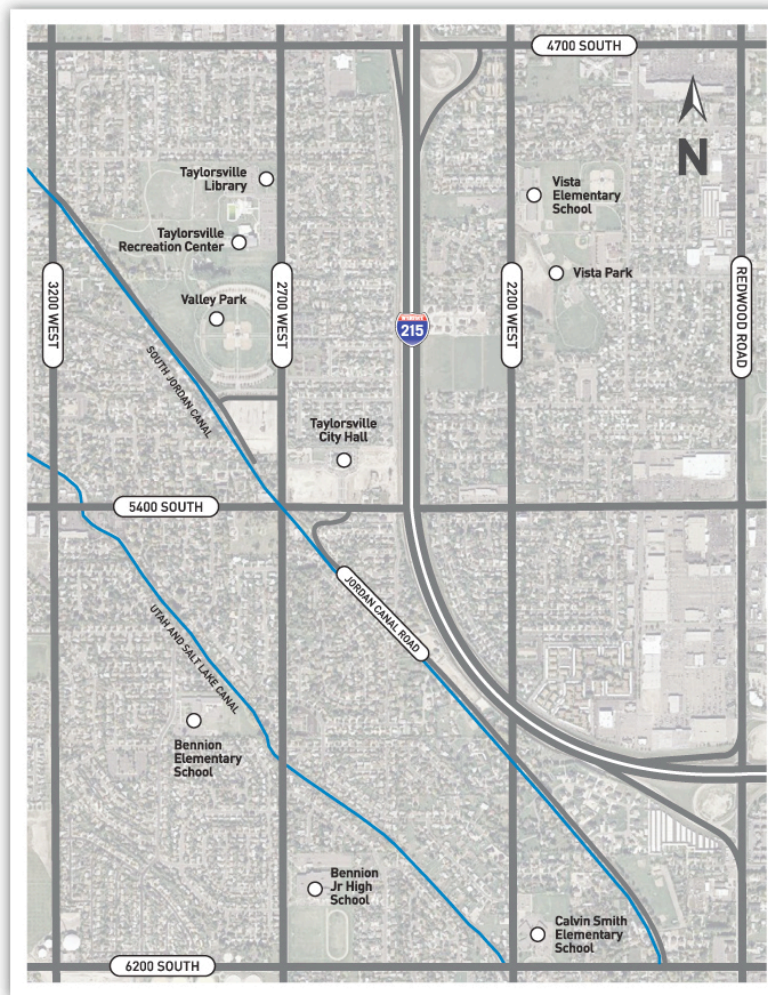 4700 SOUTH
N
Taylorsville
Library
Vista
Elementary
School
Taylorsville
Recreation Center
Vista Park
3200 WEST
Valley Park
2700 WEST
INTERSTATE
215
2200 WEST
REDWOOD ROAD
SOUTH JORDAN CANAL
Taylorsville
City Hall
5400 SOUTH
JORDAN CANAL ROAD
UTAH AND SALT LAKE CANAL
Bennion
Elementary
School
Bennion
Jr High
School
Calvin Smith
Elementary
School
6200 SOUTH